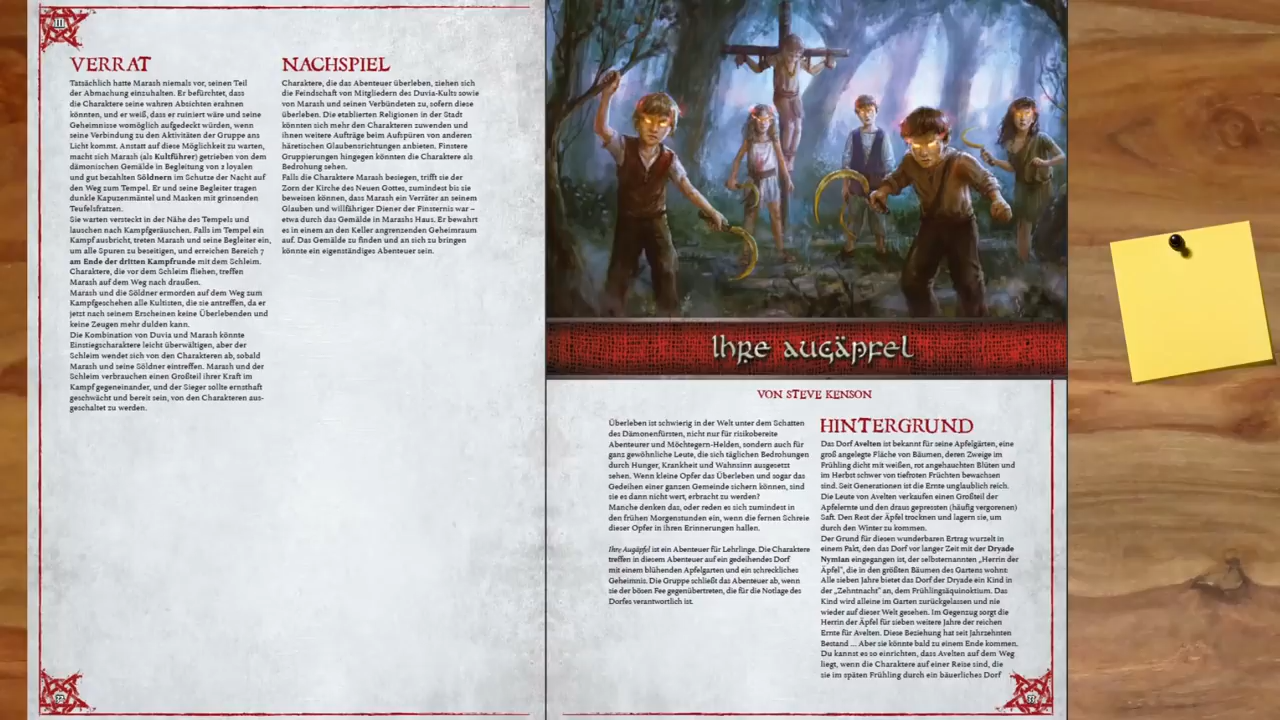 III
VERRAT
Tatsächlich hatte Marash niemals vor, seinen Teil
der Abmachung einzuhalten. Er befürchtet, dass
die Charaktere seine wahren Absichten erahnen
könnten, und er weiß, dass er ruiniert wäre und seine
Geheimnisse womöglich aufgedeckt würden, wenn
seine Verbindung zu den Aktivitäten der Gruppe ans
Licht kommt. Anstatt auf diese Möglichkeit zu warten,
macht sich Marash (als Kultführer) getrieben von dem
dämonischen Gemälde in Begleitung von 2 loyalen
und gut bezahlten Söldnern im Schutze der Nacht auf
den Weg zum Tempel. Er und seine Begleiter tragen
dunkle Kapuzenmäntel und Masken mit grinsenden
Teufelsfratzen.
Sie warten versteckt in der Nähe des Tempels und
lauschen nach Kampfgeräuschen. Falls im Tempel ein
Kampf ausbricht, treten Marash und seine Begleiter ein,
um alle Spuren zu beseitigen, und erreichen Bereich 7
am Ende der dritten Kampfrunde mit dem Schleim.
Charaktere, die vor dem Schleim fliehen, treffen
Marash auf dem Weg nach draußen.
Marash und die Söldner ermorden auf dem Weg zum
Kampfgeschehen alle Kultisten, die sie antreffen, da er
jetzt nach seinem Erscheinen keine Überlebenden und
keine Zeugen mehr dulden kann.
Die Kombination von Duvia und Marash könnte
Einstiegscharaktere leicht überwältigen, aber der
Schleim wendet sich von den Charakteren ab, sobald
Marash und seine Söldner eintreffen. Marash und der
Schleim verbrauchen einen Großteil ihrer Kraft im
Kampf gegeneinander, und der Sieger sollte ernsthaft
geschwächt und bereit sein, von den Charakteren aus-
geschaltet zu werden.
NACHSPIEL
Charaktere, die das Abenteuer überleben, ziehen sich
die Feindschaft von Mitgliedern des Duvia-Kults sowie
von Marash und seinen Verbündeten zu, sofern diese
überleben. Die etablierten Religionen in der Stadt
könnten sich mehr den Charakteren zuwenden und
ihnen weitere Aufträge beim Aufspüren von anderen
häretischen Glaubensrichtungen anbieten. Finstere
Gruppierungen hingegen könnten die Charaktere als
Bedrohung sehen.
Falls die Charaktere Marash besiegen, trifft sie der
Zorn der Kirche des Neuen Gottes, zumindest bis sie
beweisen können, dass Marash ein Verräter an seinem
Glauben und willfähriger Diener der Finsternis war –
etwa durch das Gemälde in Marashs Haus. Er bewahrt
es in einem an den Keller angrenzenden Geheimraum
auf. Das Gemälde zu finden und an sich zu bringen
könnte ein eigenständiges Abenteuer sein.
Ihre Augäpfel
VON STEVE KENSON
Überleben ist schwierig in der Welt unter dem Schatten
des Dämonenfürsten, nicht nur für risikobereite
Abenteurer und Möchtegern-Helden, sondern auch für
ganz gewöhnliche Leute, die sich täglichen Bedrohungen
durch Hunger, Krankheit und Wahnsinn ausgesetzt
sehen. Wenn kleine Opfer das Überleben und sogar das
Gedeihen einer ganzen Gemeinde sichern können, sind
sie es dann nicht wert, erbracht zu werden?
Manche denken das, oder reden es sich zumindest in
den frühen Morgenstunden ein, wenn die fernen Schreie
dieser Opfer in ihren Erinnerungen hallen.
Ihre Augäpfel ist ein Abenteuer für Lehrlinge. Die Charaktere
treffen in diesem Abenteuer auf ein gedeihendes Dorf
mit einem blühenden Apfelgarten und ein schreckliches
Geheimnis. Die Gruppe schließt das Abenteuer ab, wenn
sie der bösen Fee gegenübertreten, die für die Notlage des
Dorfes verantwortlich ist.
HINTERGRUND
Das Dorf Avelten ist bekannt für seine Apfelgärten, eine
groß angelegte Fläche von Bäumen, deren Zweige im
Frühling dicht mit weißen, rot angehauchten Blüten und
im Herbst schwer von tiefroten Früchten bewachsen
sind. Seit Generationen ist die Ernte unglaublich reich.
Die Leute von Avelten verkaufen einen Großteil der
Apfelernte und den draus gepressten (häufig vergorenen)
Saft. Den Rest der Äpfel trocknen und lagern sie, um
durch den Winter zu kommen.
Der Grund für diesen wunderbaren Ertrag wurzelt in
einem Pakt, den das Dorf vor langer Zeit mit der Dryade
Nymian eingegangen ist, der selbsternannten „Herrin der
Äpfel“, die in den größten Bäumen des Gartens wohnt:
Alle sieben Jahre bietet das Dorf der Dryade ein Kind in
der „Zehntnacht“ an, dem Frühlingsäquinoktium. Das
Kind wird alleine im Garten zurückgelassen und nie
wieder auf dieser Welt gesehen. Im Gegenzug sorgt die
Herrin der Äpfel für sieben weitere Jahre der reichen
Ernte für Avelten. Diese Beziehung hat seit Jahrzehnten
Bestand ... Aber sie könnte bald zu einem Ende kommen.
Du kannst es so einrichten, dass Avelten auf dem Weg
liegt, wenn die Charaktere auf einer Reise sind, die
sie im späten Frühling durch ein bäuerliches Dorf